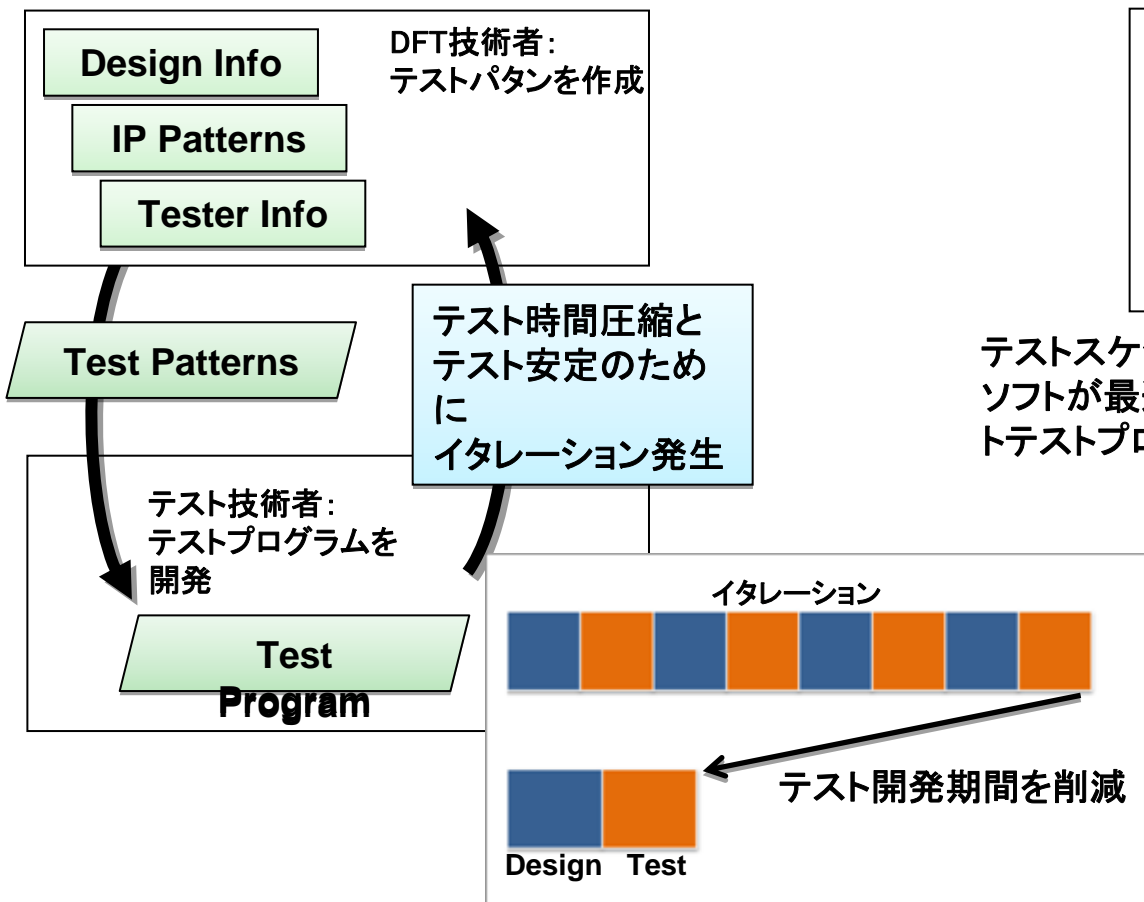 Design Info
IP Patterns
Tester Info
DFT技術者：
テストパタンを作成
Test Patterns
テスト時間圧縮と
テスト安定のため
に
イタレーション発生
テスト技術者：
テストプログラムを
開発
Test
Program
テストスケ
ソフトが最
トテストプロ
イタレーション
テスト開発期間を削減
Design Test